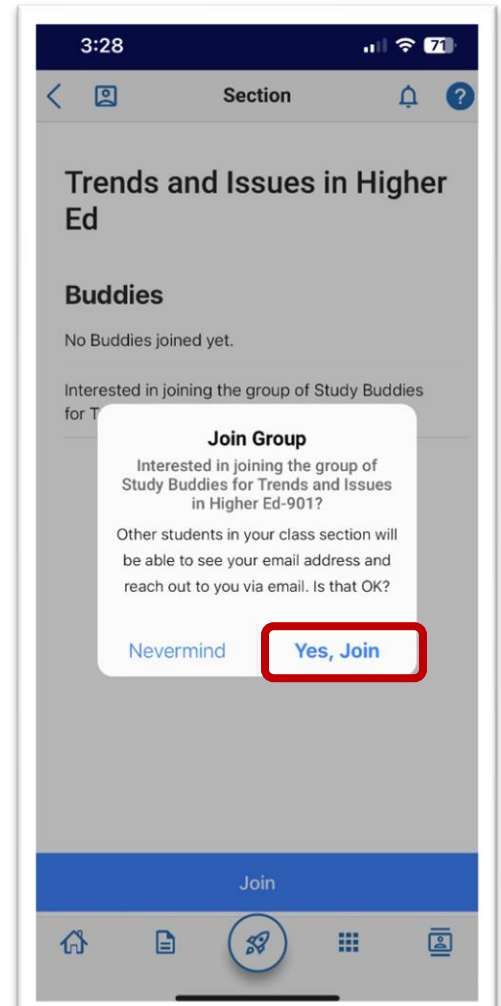 3:28
71
Section
?
Trends and Issues in Higher
Ed
Buddies
No Buddies joined yet.
Interested in joining the group of Study Buddies
for T
Join Group
Interested in joining the group of
Study Buddies for Trends and Issues
in Higher Ed-901?
Other students in your class section will
be able to see your email address and
reach out to you via email. Is that OK?
Nevermind
Yes, Join
Join